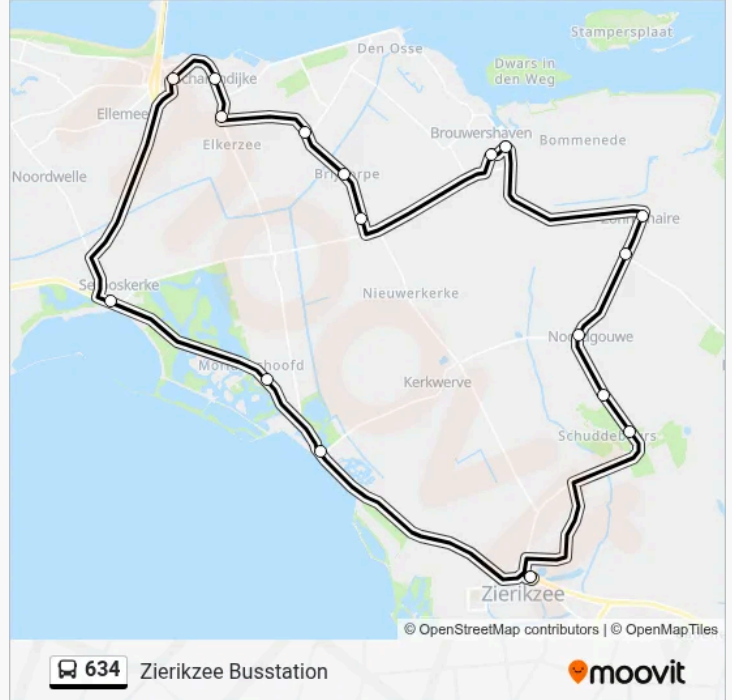 Den Osse
Stampersplaat
Dwars in
den Weg
Brouwershaven
Bommenede
Elkerzee
Noordwelle
Nieuwerkerke
Kerkwerve
Zierikzee
© OpenStreetMap contributors | © OpenMapTiles
634 Zierikzee Busstation
moovit